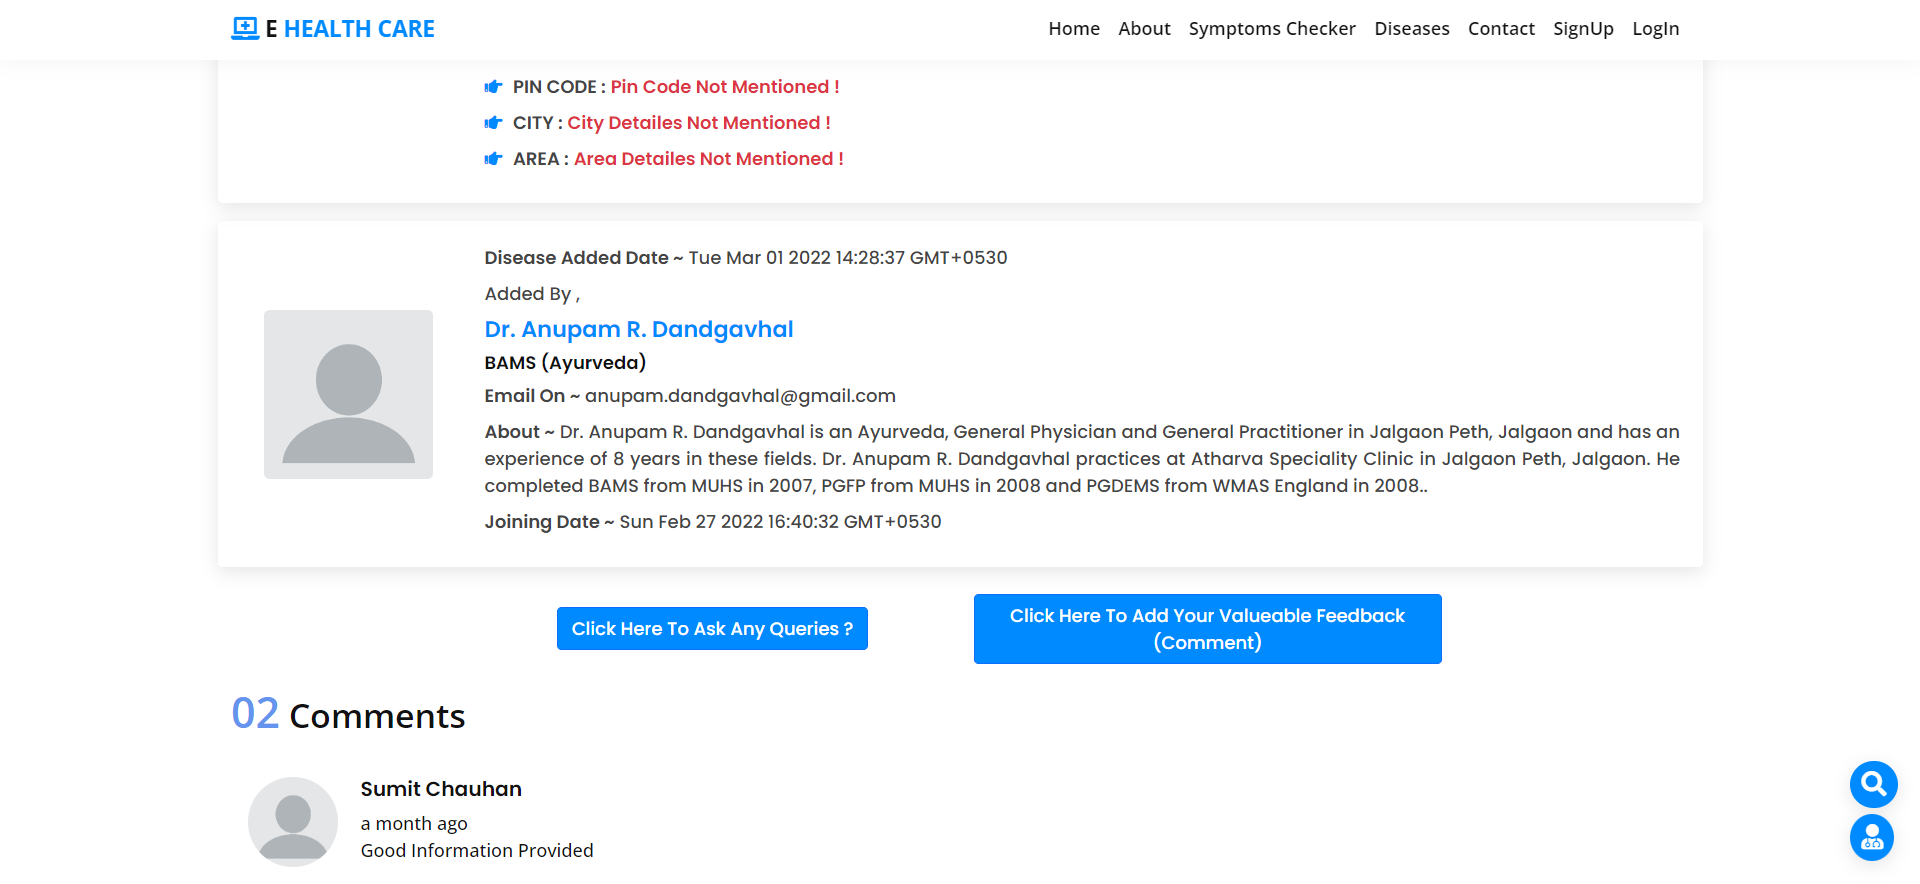 E HEALTH CARE
Home About Symptoms Checker Diseases Contact SignUp LogIn
PIN CODE : Pin Code Not Mentioned !
CITY : City Detailes Not Mentioned !
AREA : Area Detailes Not Mentioned !
Disease Added Date ~ Tue Mar 01 2022 14:28:37 GMT+0530
Added By ,
Dr. Anupam R. Dandgavhal
BAMS (Ayurveda)
Email On ~ anupam.dandgavhal@gmail.com
About ~ Dr. Anupam R. Dandgavhal is an Ayurveda, General Physician and General Practitioner in Jalgaon Peth, Jalgaon and has an
experience of 8 years in these fields. Dr. Anupam R. Dandgavhal practices at Atharva Speciality Clinic in Jalgaon Peth, Jalgaon. He
completed BAMS from MUHS in 2007, PGFP from MUHS in 2008 and PGDEMS from WMAS England in 2008..
Joining Date ~ Sun Feb 27 2022 16:40:32 GMT+0530
Click Here To Ask Any Queries ?
Click Here To Add Your Valueable Feedback
(Comment)
02 Comments
Sumit Chauhan
a month ago
Good Information Provided